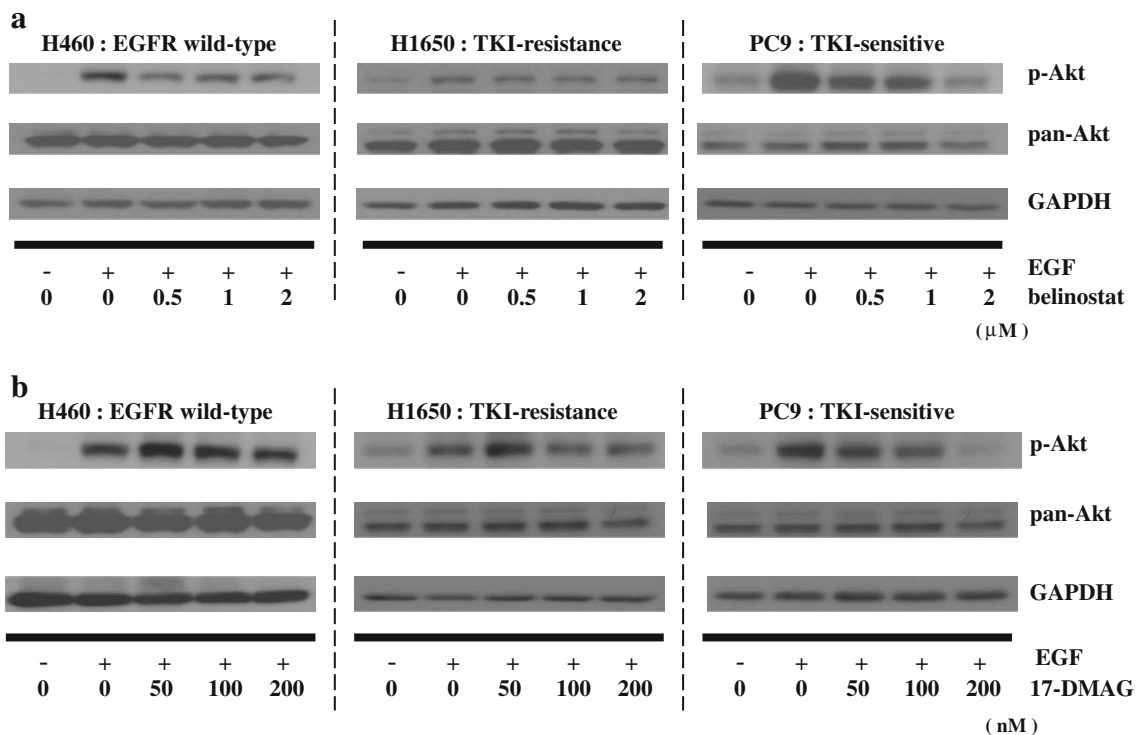 a
H460 : EGFR wild-type H1650 : TKI-resistance PC9 : TKI-sensitive
p-Akt
pan-Akt
GAPDH
- + + + + - + + + + - + + + + EGF
0 0 0.5 1 2 0 0 0.5 1 2 0 0 0.5 1 2 belinostat
( μM )
b
H460 : EGFR wild-type H1650 : TKI-resistance PC9 : TKI-sensitive
p-Akt
pan-Akt
GAPDH
- + + + + - + + + + - + + + + EGF
0 0 50 100 200 0 0 50 100 200 0 0 50 100 200 17-DMAG
( nM )